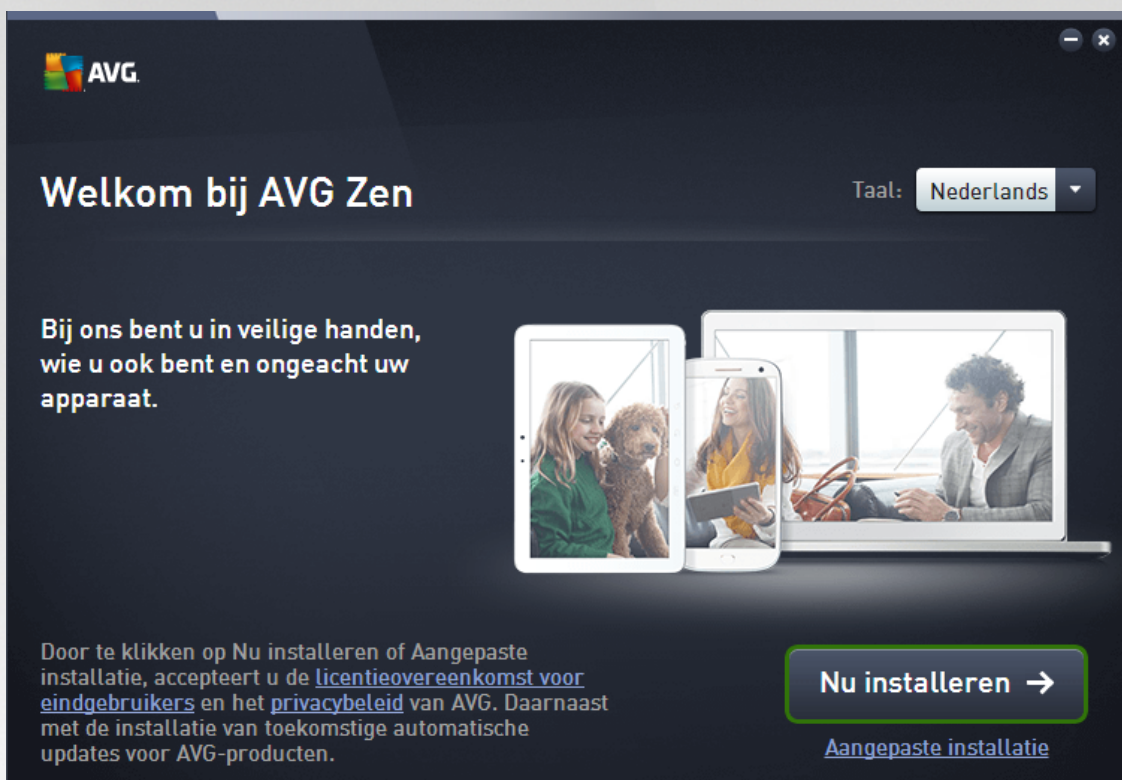 AVG.
Welkom bij AVG Zen
Taal: Nederlands
Bij ons bent u in veilige handen,
wie u ook bent en ongeacht uw
apparaat.
Door te klikken op Nu installeren of Aangepaste
installatie, accepteert u de licentieovereenkomst voor
eindgebruikers en het privacybeleid van AVG. Daarnaast
met de installatie van toekomstige automatische
updates voor AVG-producten.
Nu installeren →
Aangepaste installatie